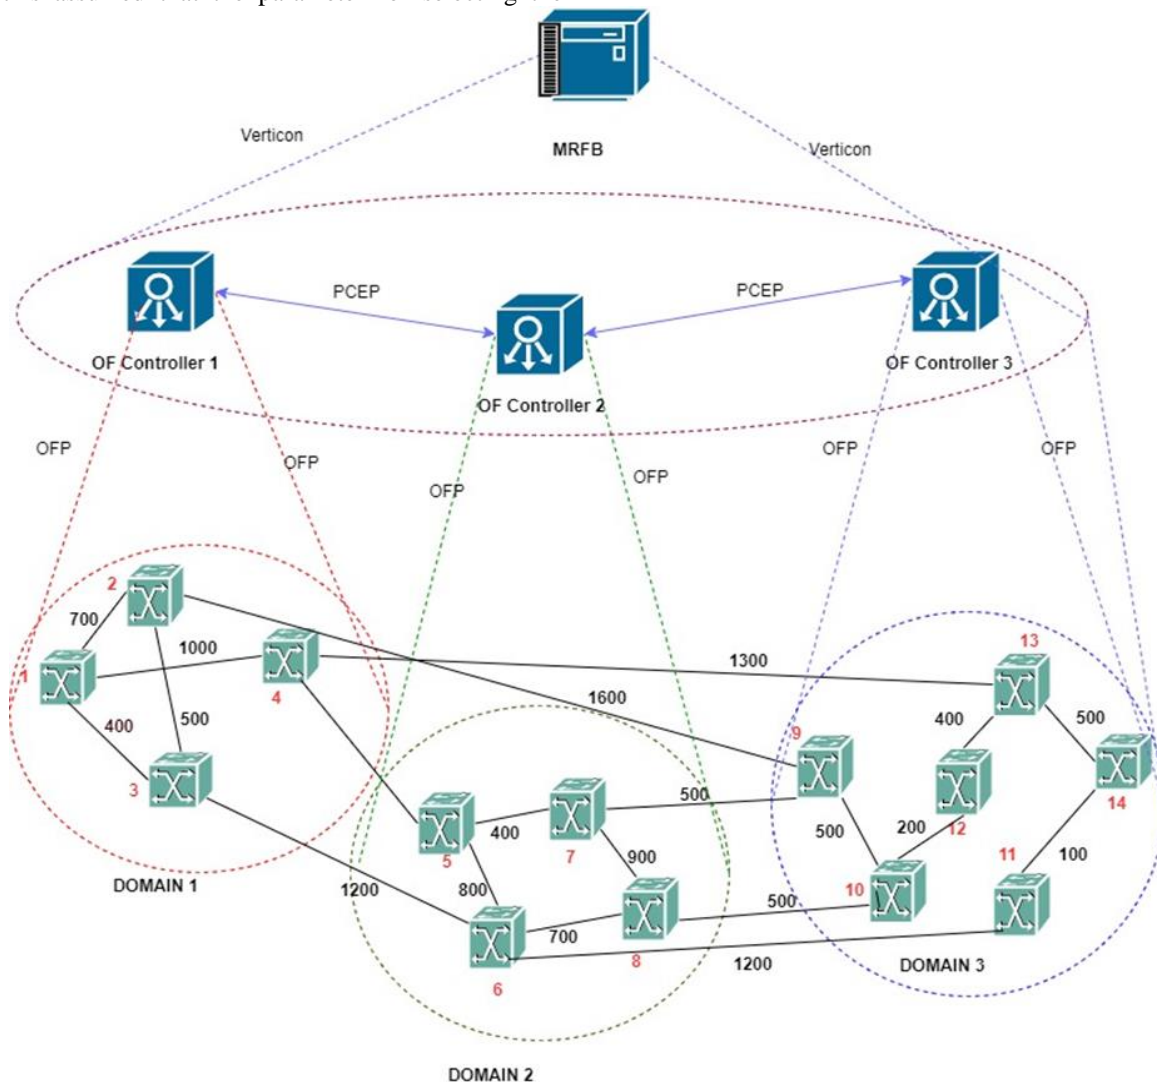 Verticon
Verticon
MRFB
PCEP
PCEP
OF Controller 1
OF Controller 2
OF Controller 3
OFP
OFP
OFP
OFP
OFP
OFP
2
700
1000
1
4
400
500
3
1300
1600
13
9
400
500
14
500
400
5
7
900
800
1200
500
200
12
11
100
10
500
700
6
8
1200
DOMAIN 1
DOMAIN 3
DOMAIN 2